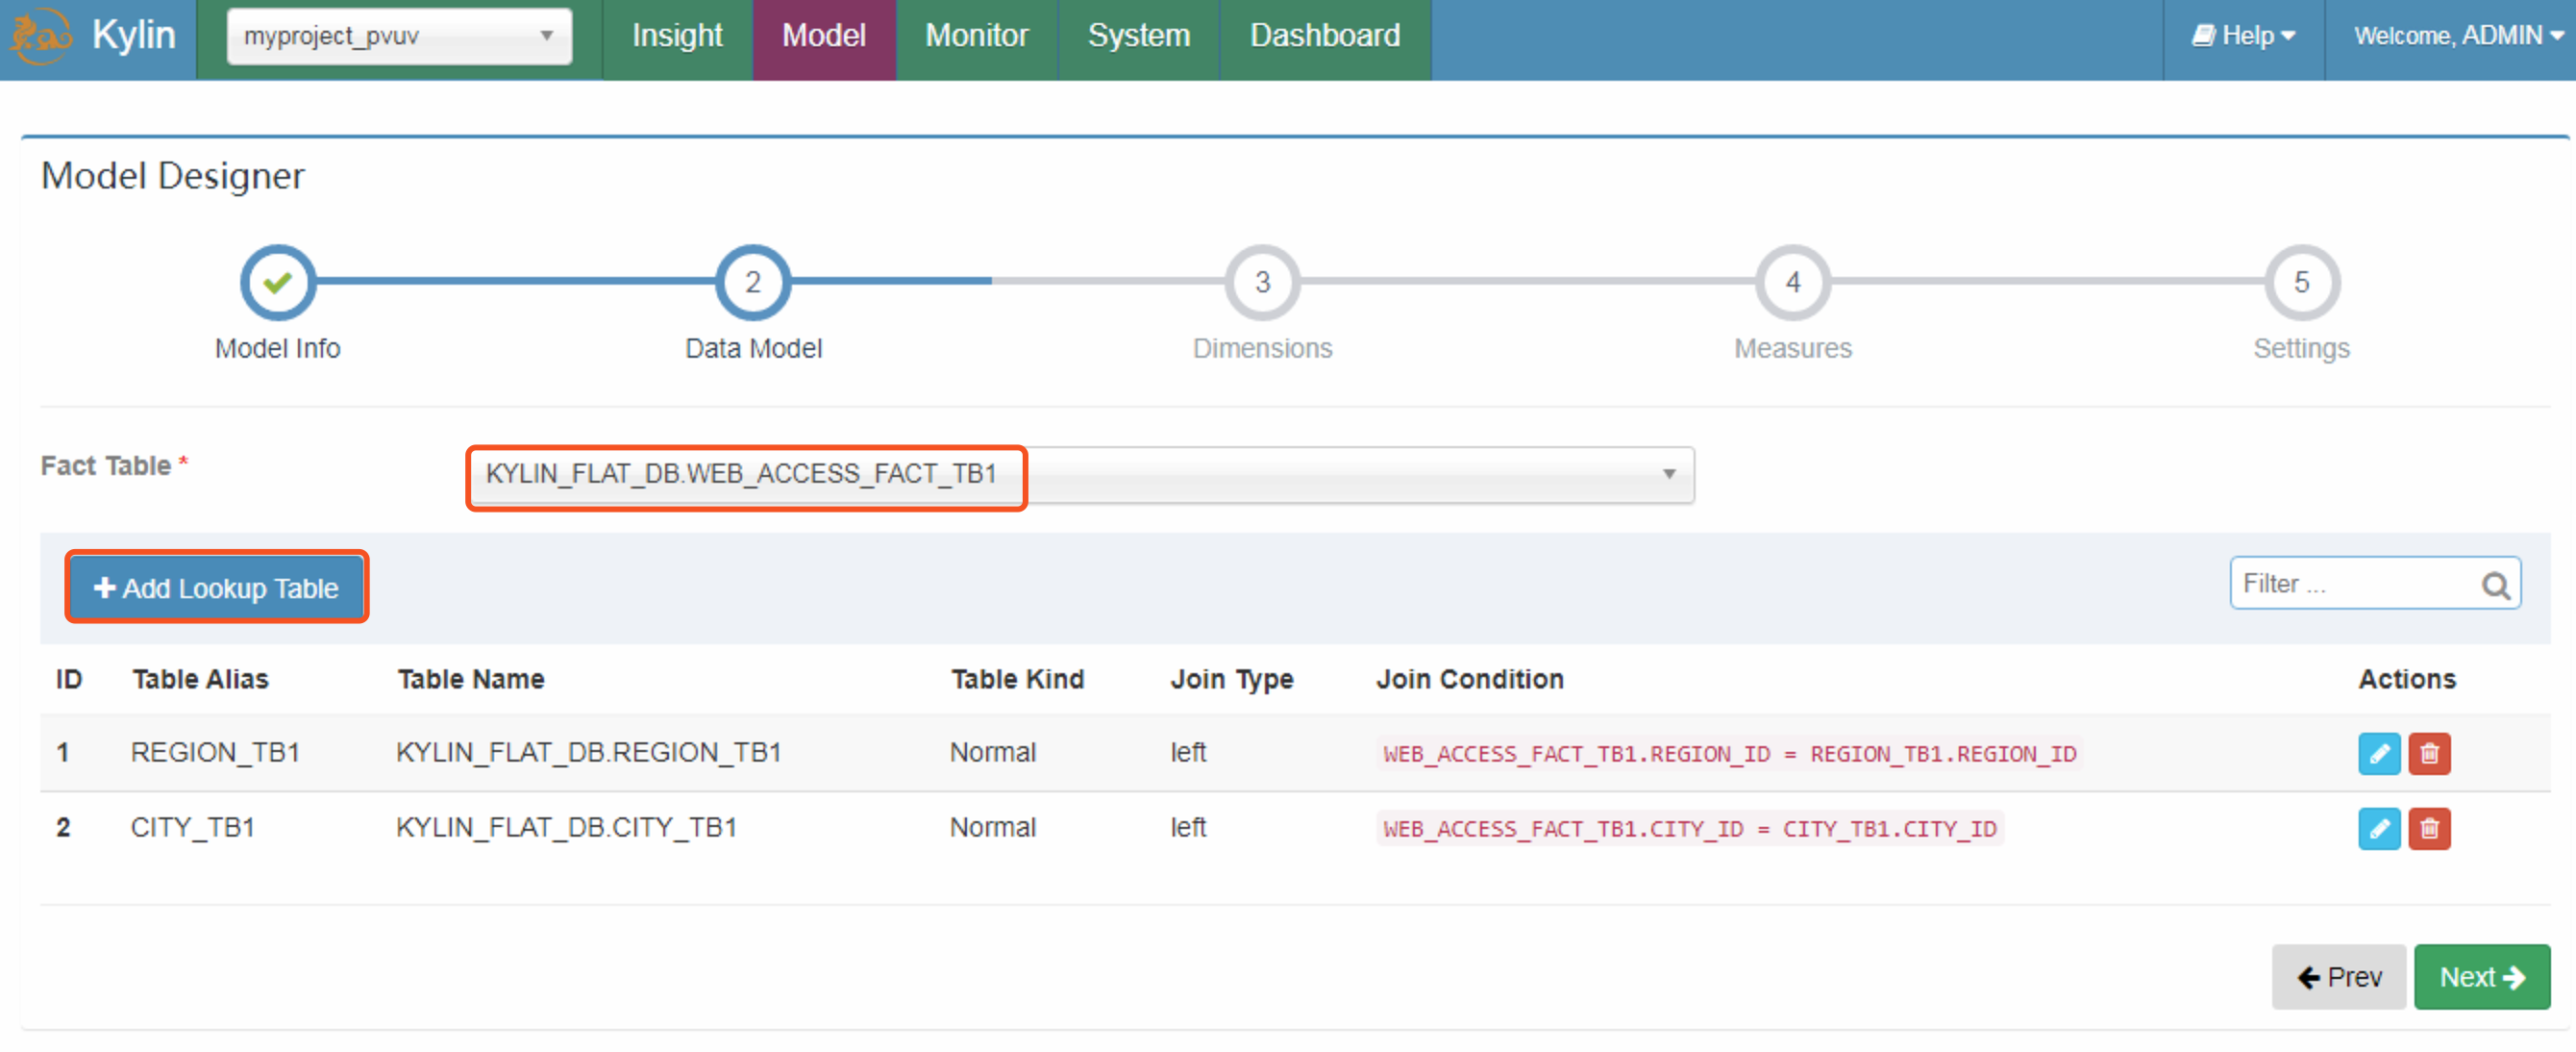 Kylin myproject_pvuv Insight Model Monitor System Dashboard Help Welcome, ADMIN
Model Designer
2 3 4 5
Model Info Data Model Dimensions Measures Settings
Fact Table * KYLIN_FLAT_DB.WEB_ACCESS_FACT_TB1
Add Lookup Table Filter ...
ID Table Alias Table Name Table Kind Join Type Join Condition Actions
1 REGION_TB1 KYLIN_FLAT_DB.REGION_TB1 Normal left WEB_ACCESS_FACT_TB1.REGION_ID = REGION_TB1.REGION_ID
2 CITY_TB1 KYLIN_FLAT_DB.CITY_TB1 Normal left WEB_ACCESS_FACT_TB1.CITY_ID = CITY_TB1.CITY_ID
Prev Next